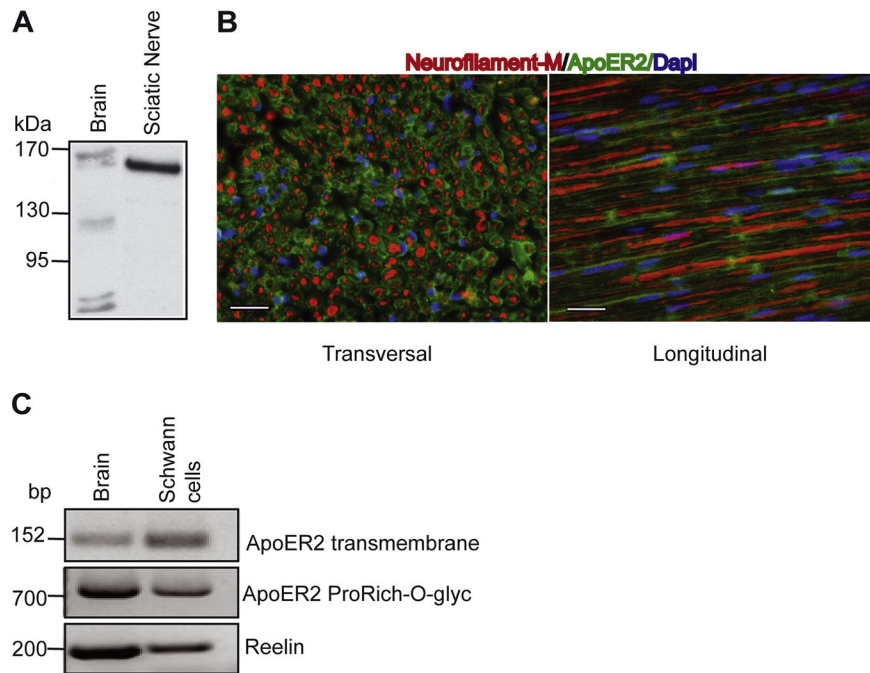 A
Brain
Sciatic Nerve
kDa
170
130
95
B
Neurofilament-M/ApoER2/DapI
Transversal
Longitudinal
C
Brain
Schwann
cells
bp
152
ApoER2 transmembrane
700
ApoER2 ProRich-O-glyc
200
Reelin